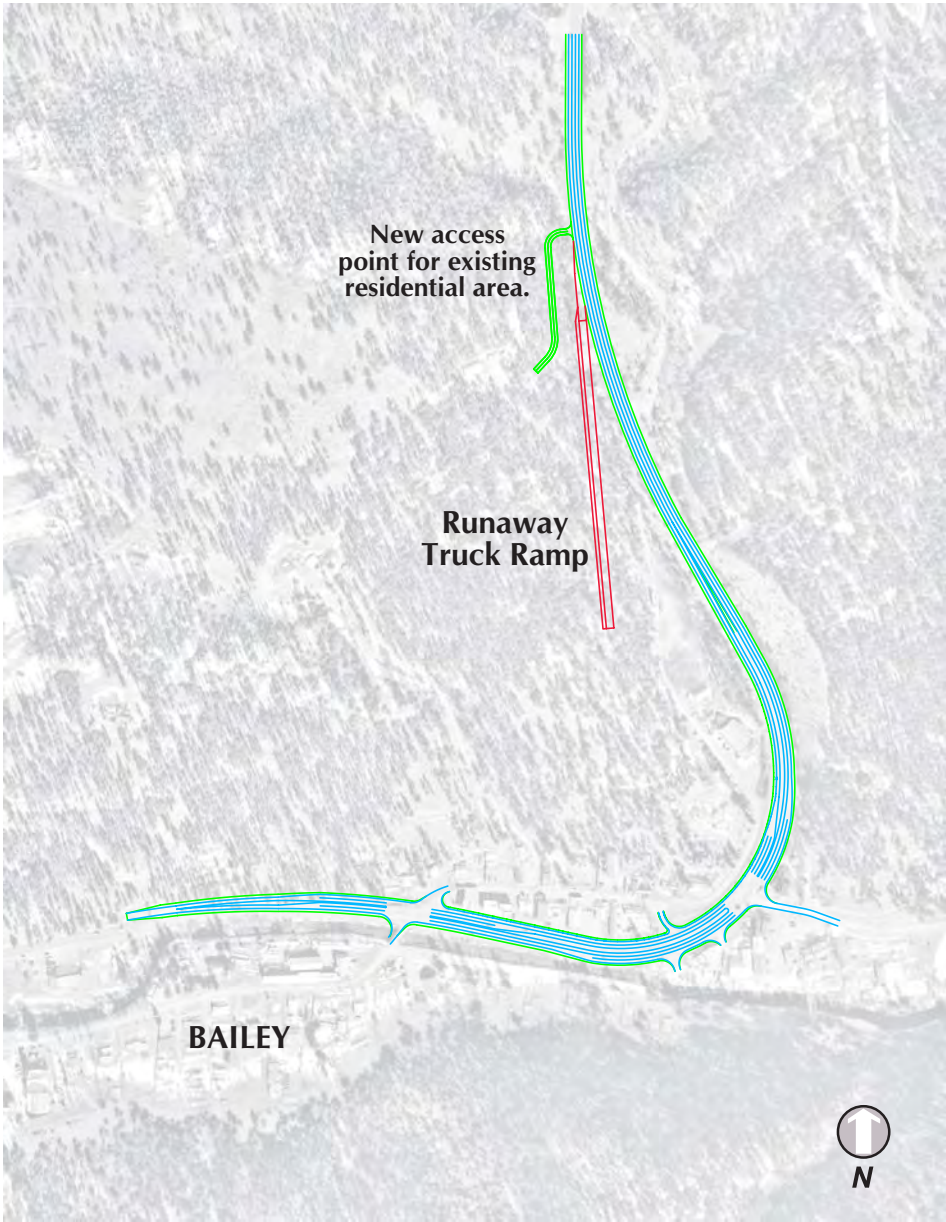 New access
point for existing
residential area.
Runaway
Truck Ramp
BAILEY
N